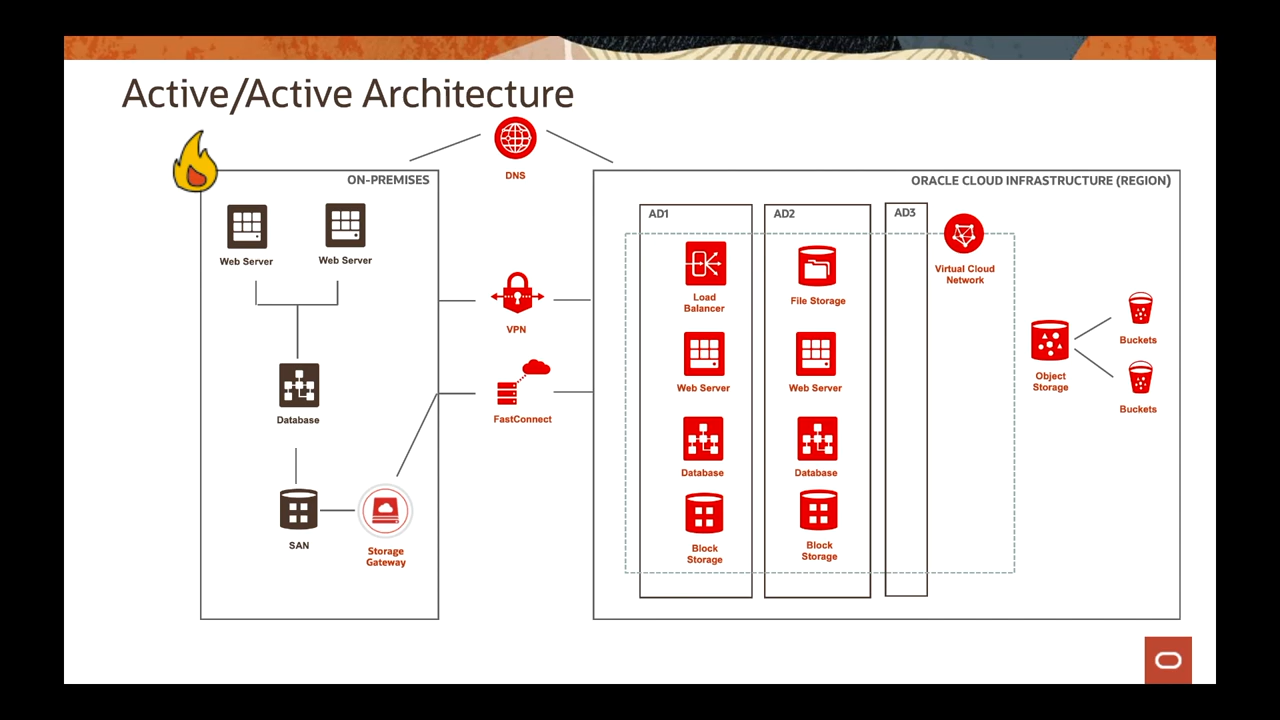 Active/Active Architecture
DNS
ON-PREMISES
Web Server
Web Server
Database
SAN
Storage
Gateway
VPN
FastConnect
ORACLE CLOUD INFRASTRUCTURE (REGION)
AD1
Load
Balancer
Web Server
Database
Block
Storage
AD2
File Storage
Web Server
Database
Block
Storage
AD3
Virtual Cloud
Network
Object
Storage
Buckets
Buckets